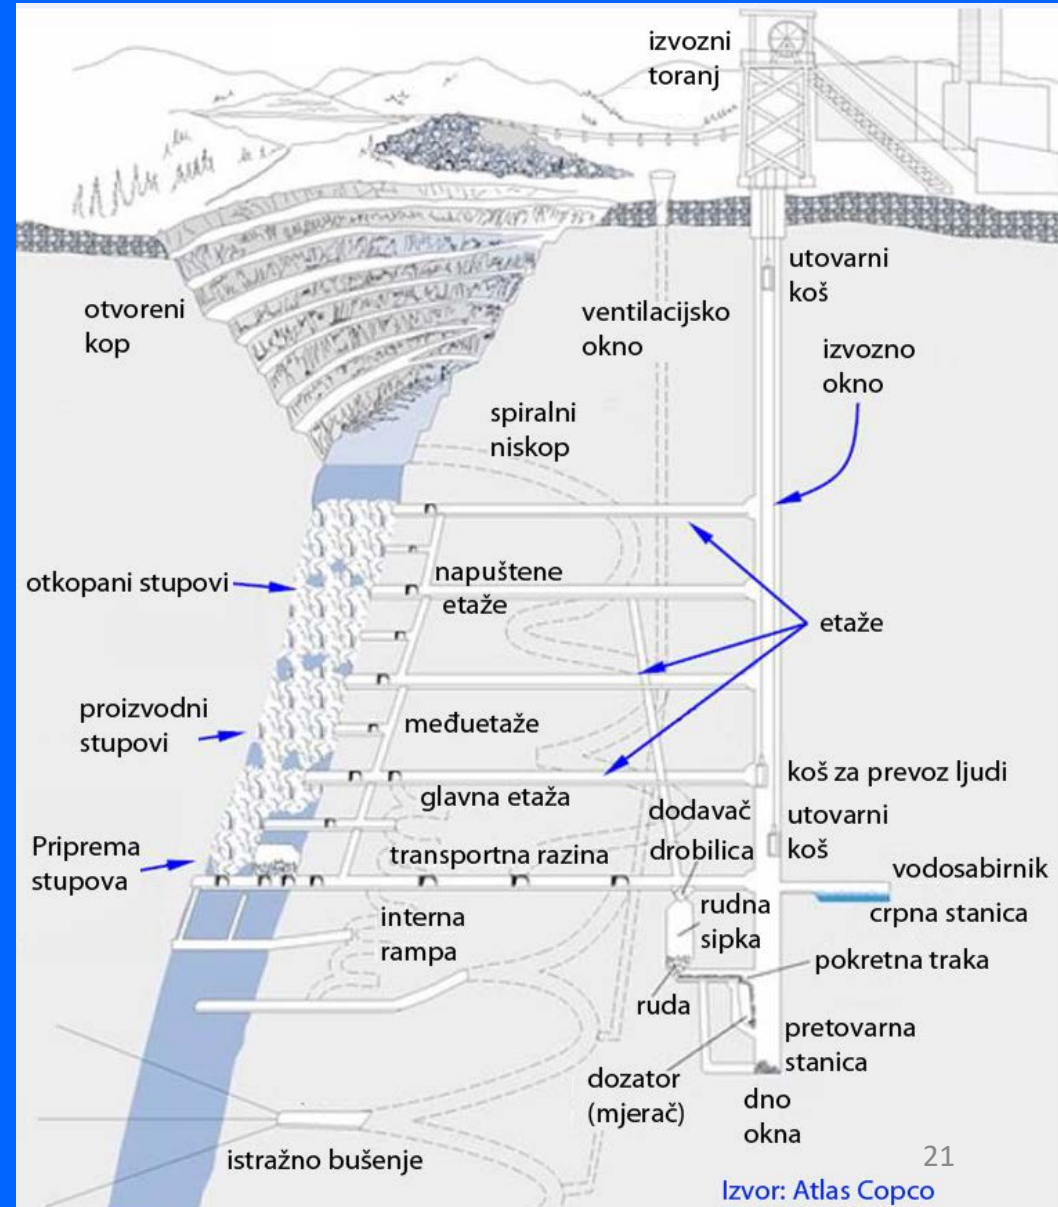 izvozni
toranj
utovarni
koš
otvoreni
kop
ventilacijsko
okno
izvozno
okno
spiralni
niskop
otkopani stupovi
napuštene
etaže
etaže
proizvodni
stupovi
međuetaže
koš za prevoz ljudi
glavna etaža
dodavač
utovarni
koš
Priprema
stupova
transportna razina
drobilica
vodosabirnik
interna
rampa
rudna
sipka
crpna stanica
pokretna traka
ruda
pretovarna
stanica
dozator
(mjerač)
dno
okna
istražno bušenje
21
Izvor: Atlas Copco